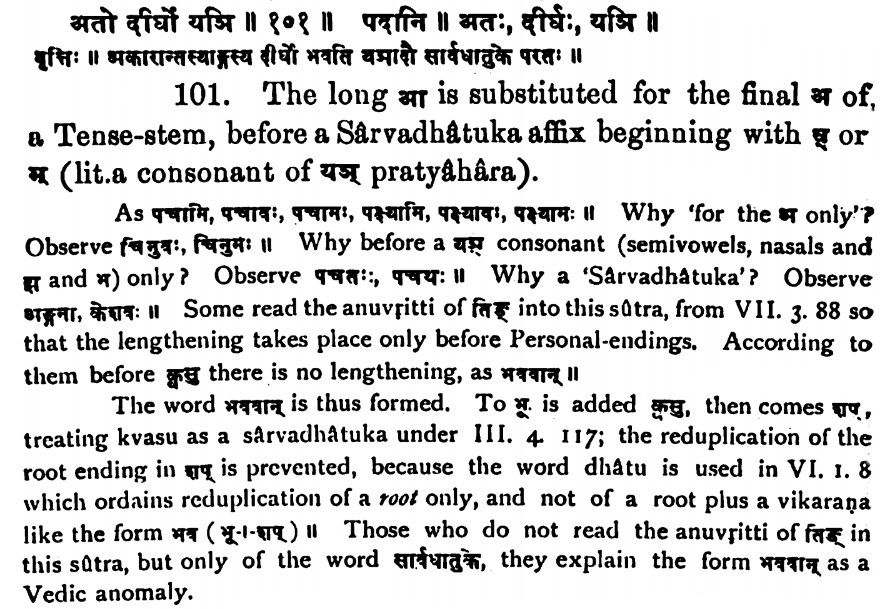 अतो दीर्घो यञि ॥ १०१ ॥ पदानि ॥ अतः, दीर्घः, यञि ॥
वृत्तिः ॥ अकारान्तस्याङ्गस्य दीर्घो भवति यञादौ सार्वधातुके परतः ॥
101. The long आ is substituted for the final अ of,
a Tense-stem, before a Sârvadhâtuka affix beginning with व् or
म् (lit.a consonant of यञ् pratyâhâra).
As पचामि, पचावः, पचामः, पक्ष्यामि, पक्ष्यावः, पक्ष्यामः ॥ Why 'for the अ only'?
Observe चिनुवः, चिनुमः ॥ Why before a यञ् consonant (semivowels, nasals and
झ and भ) only? Observe पचतः:, पचथः ॥ Why a 'Sârvadhâtuka'? Observe
अङ्गना, केशवः ॥ Some read the anuvṛitti of तिङ् into this sûtra, from VII. 3. 88 so
that the lengthening takes place only before Personal-endings. According to
them before क्वसु there is no lengthening, as भववान् ॥
The word भववान् is thus formed. To भू is added क्वसु, then comes शप्,
treating kvasu as a sârvadhâtuka under III. 4. 117; the reduplication of the
root ending in शप् is prevented, because the word dhâtu is used in VI. 1. 8
which ordains reduplication of a root only, and not of a root plus a vikaraṇa
like the form भव (भू+शप्) ॥ Those who do not read the anuvṛitti of तिङ् in
this sûtra, but only of the word सार्वधातुके, they explain the form भववान् as a
Vedic anomaly.